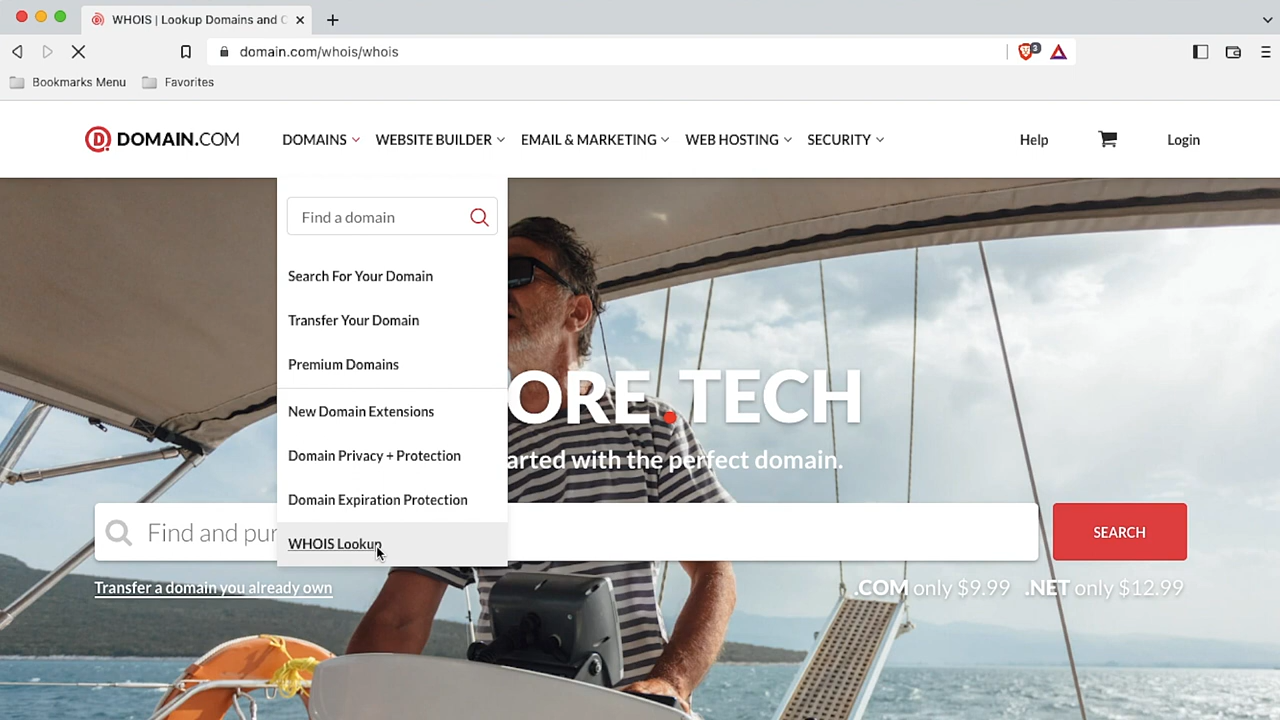 WHOIS | Lookup Domains and
domain.com/whois/whois
3
Bookmarks Menu
Favorites
DOMAIN.COM
DOMAINS
WEBSITE BUILDER
EMAIL & MARKETING
WEB HOSTING
SECURITY
Help
Login
Find a domain
Search For Your Domain
Transfer Your Domain
Premium Domains
New Domain Extensions
Domain Privacy + Protection
Domain Expiration Protection
WHOIS Lookup
ORE.TECH
arted with the perfect domain.
Find and pur
SEARCH
Transfer a domain you already own
.COM only $9.99 .NET only $12.99